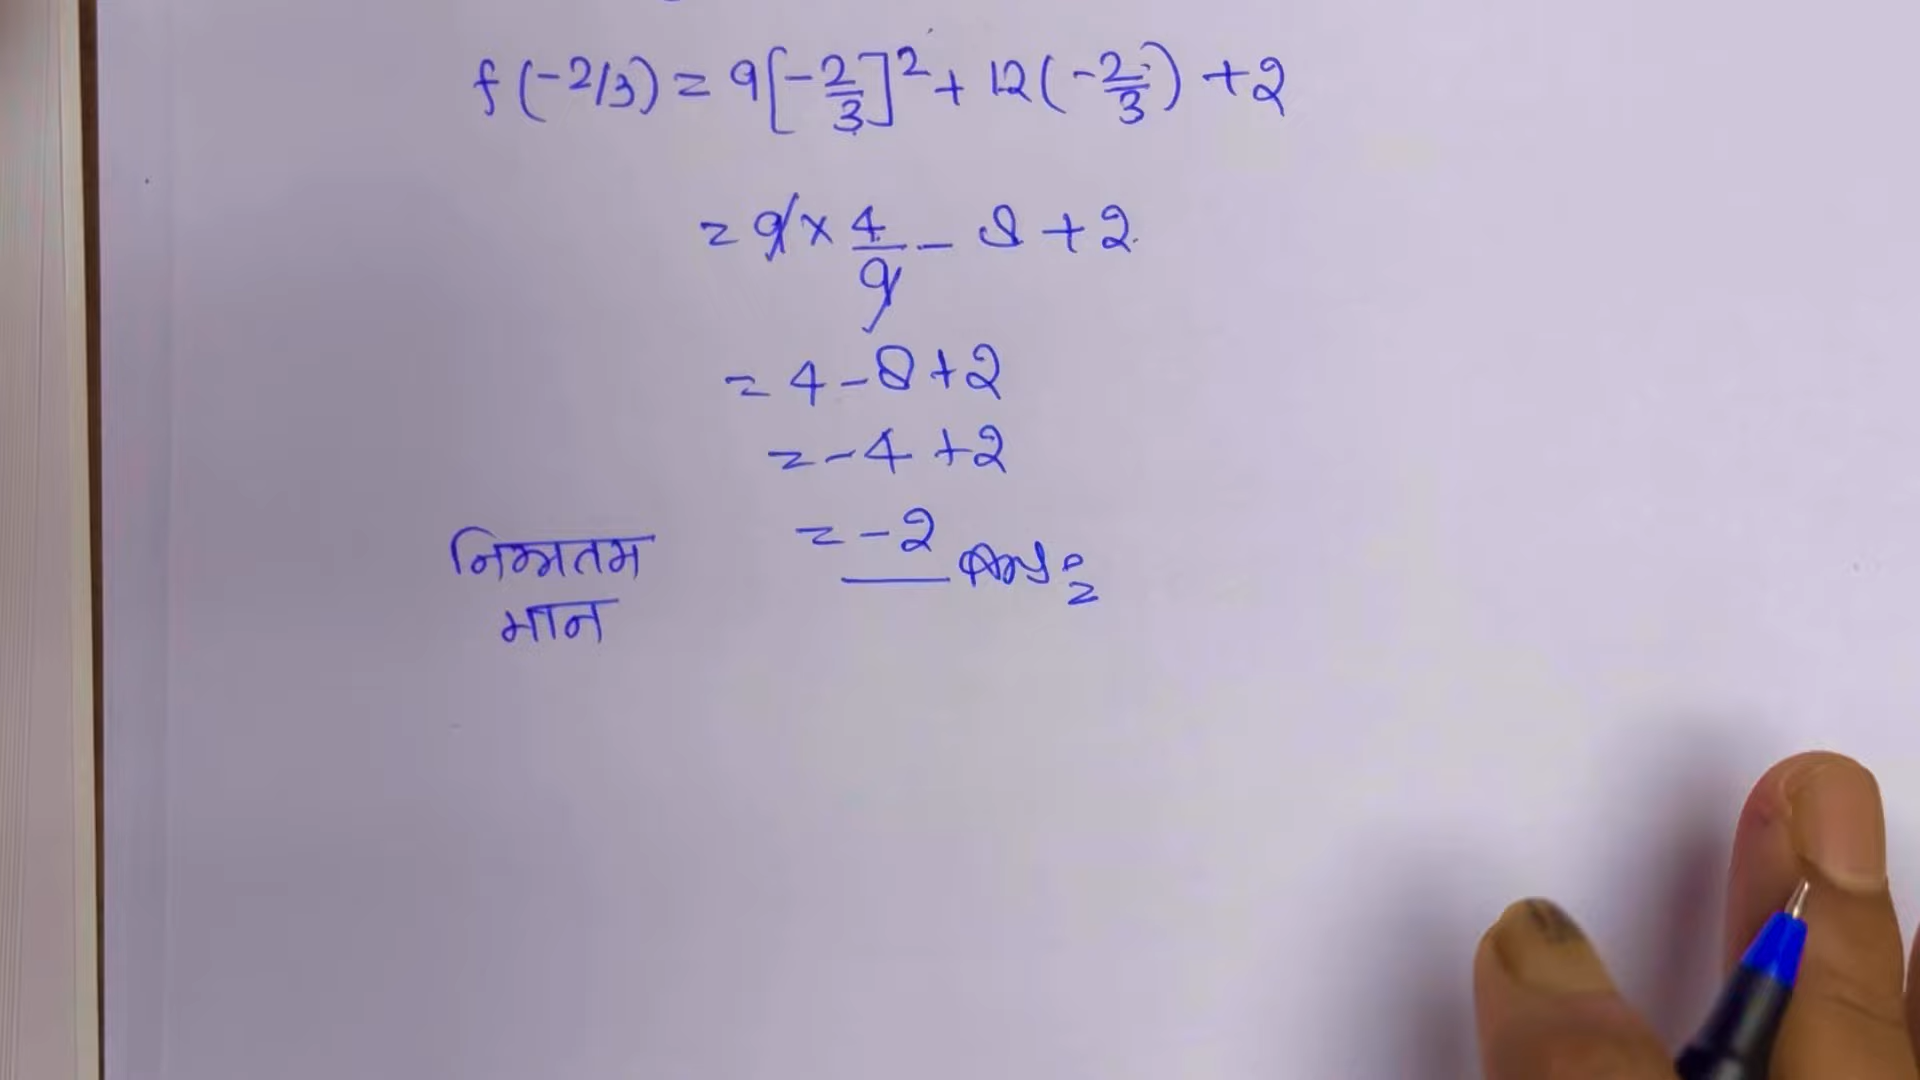 f(-2/3) = 9[-2/3]² + 12(-2/3) + 2
= 9 × 4/9 - 8 + 2
= 4 - 8 + 2
= -4 + 2
= -2 Ans
निम्नतम
मान